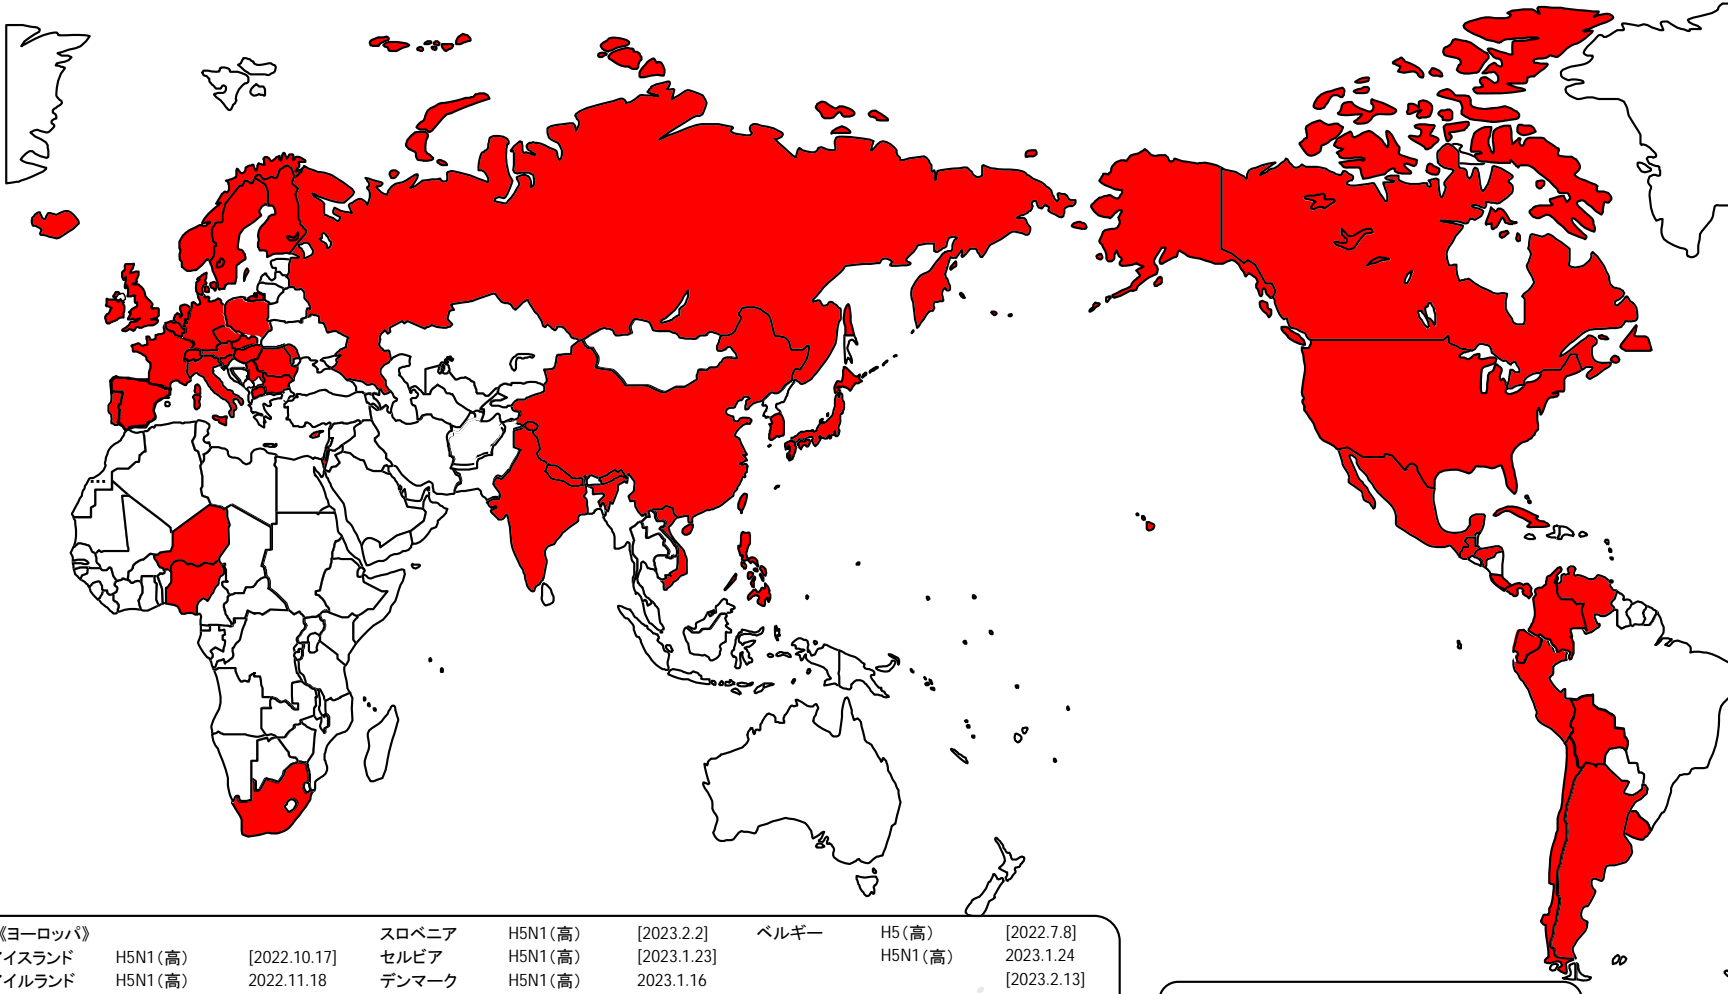 《ヨーロッパ》 スロベニア H5N1(高) [2023.2.2] ベルギー H5(高) [2022.7.8]
アイスランド H5N1(高) [2022.10.17] セルビア H5N1(高) [2023.1.23] H5N1(高) 2023.1.24
アイルランド H5N1(高) 2022.11.18 デンマーク H5N1(高) 2023.1.16 [2023.2.13]